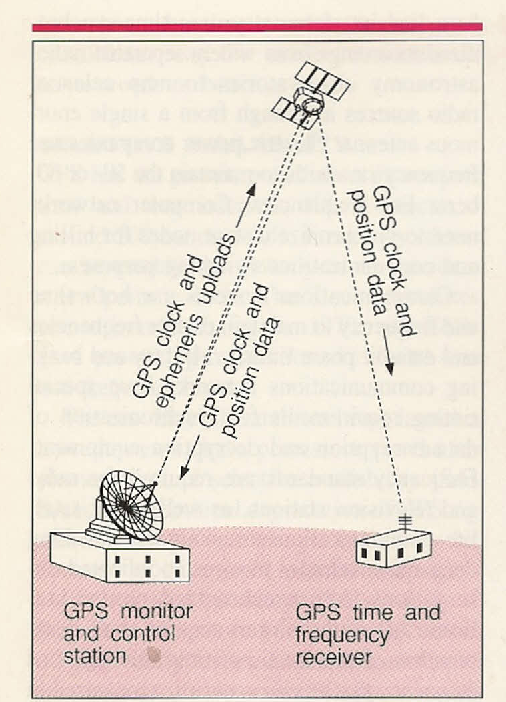 GPS clock and
ephemeris uploads
GPS clock and
position data
GPS clock and
position data
GPS monitor
and control
station
GPS time and
frequency
receiver